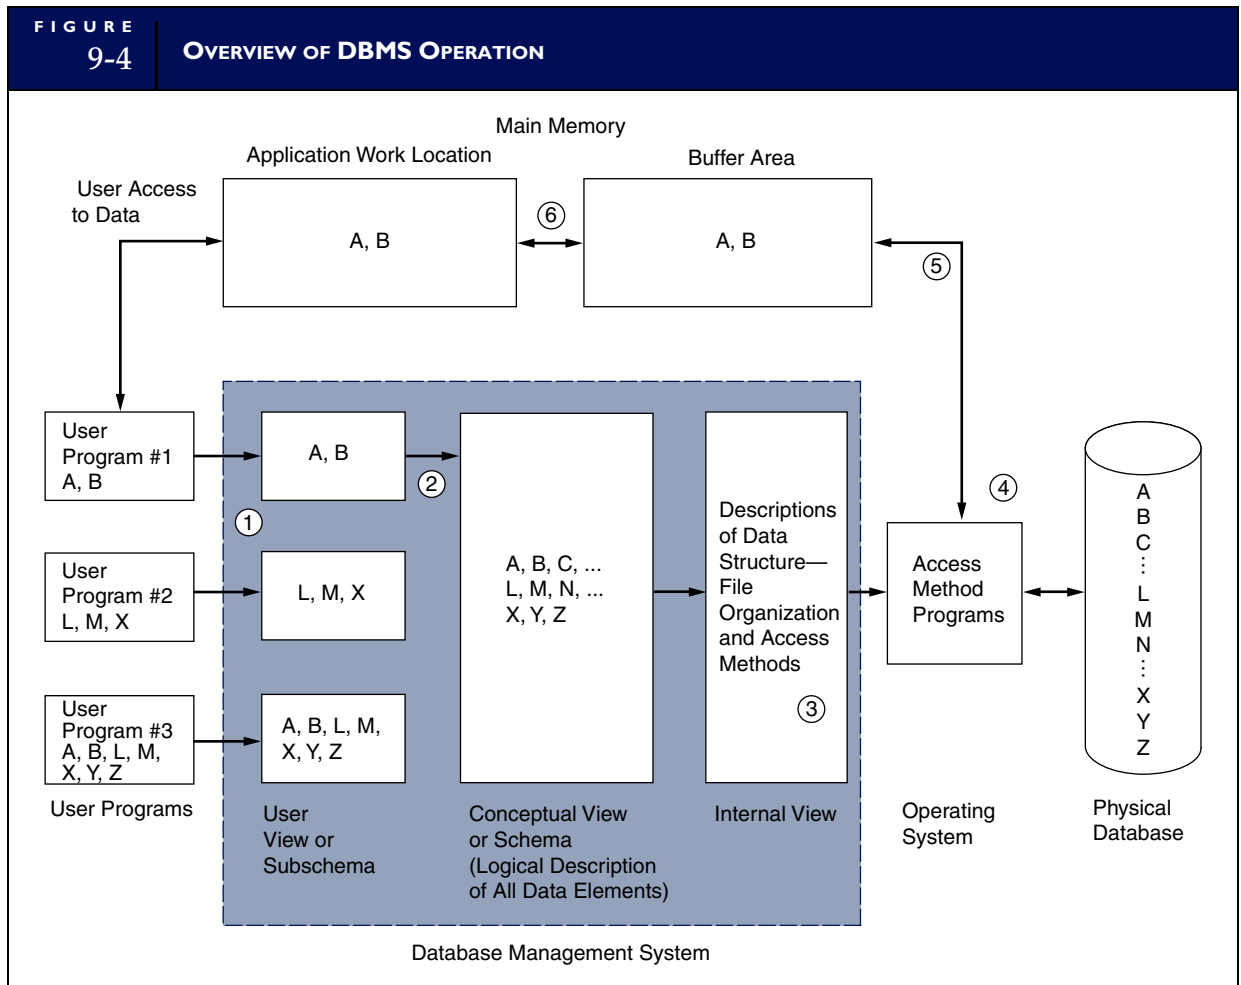 FIGURE
9-4
OVERVIEW OF DBMS OPERATION
Main Memory
Application Work Location
Buffer Area
User Access
to Data
A, B
6
A, B
5
User
Program #1
A, B
A, B
2
1
User
Program #2
L, M, X
L, M, X
User
Program #3
A, B, L, M,
X, Y, Z
A, B, L, M,
X, Y, Z
A, B, C, ...
L, M, N, ...
X, Y, Z
Descriptions
of Data
Structure—
File
Organization
and Access
Methods
3
4
Access
Method
Programs
A
B
C
⋮
L
M
N
⋮
X
Y
Z
User Programs
User
View or
Subschema
Conceptual View
or Schema
(Logical Description
of All Data Elements)
Internal View
Operating
System
Physical
Database
Database Management System